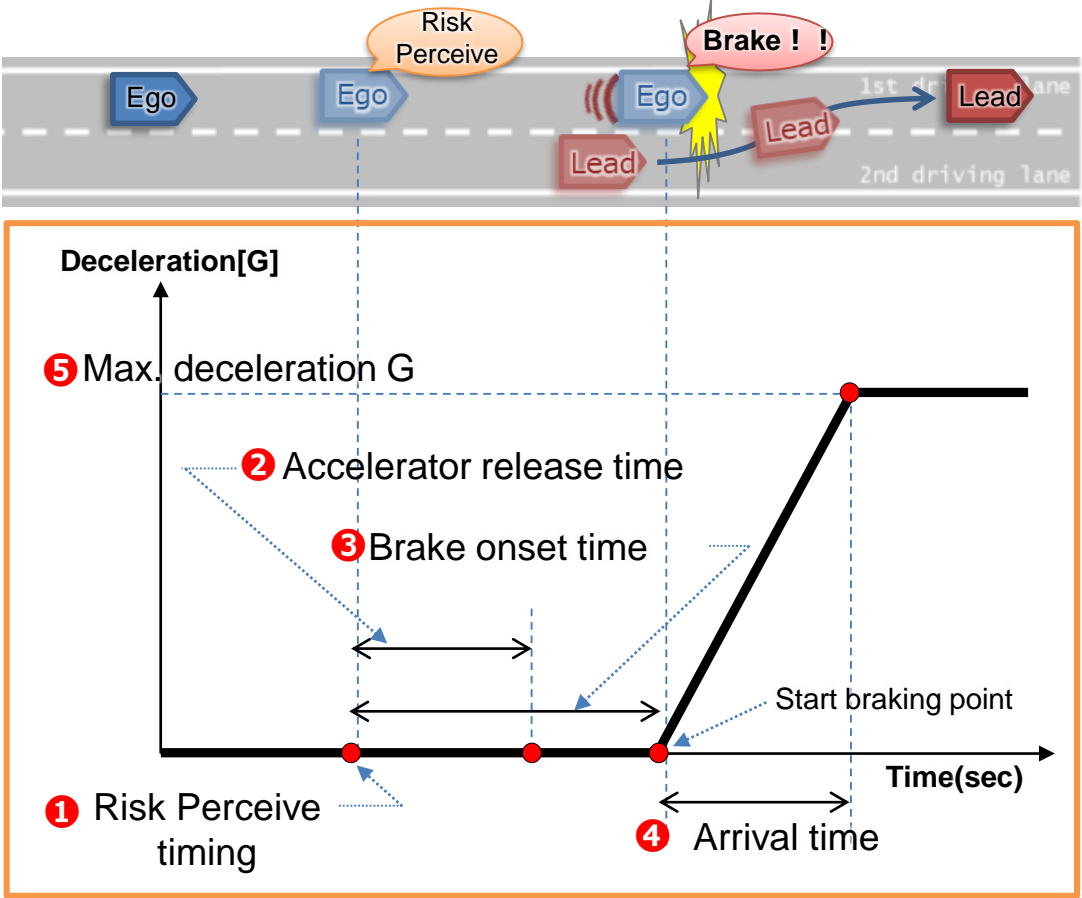 Risk
Perceive
Brake！！
Ego
Ego
Ego
1st dr
ane
Lead
Lead
Lead
2nd driving lane
Deceleration[G]
❺Max. deceleration G
❷Accelerator release time
❸Brake onset time
Start braking point
Time(sec)
❶ Risk Perceive
timing
❹ Arrival time